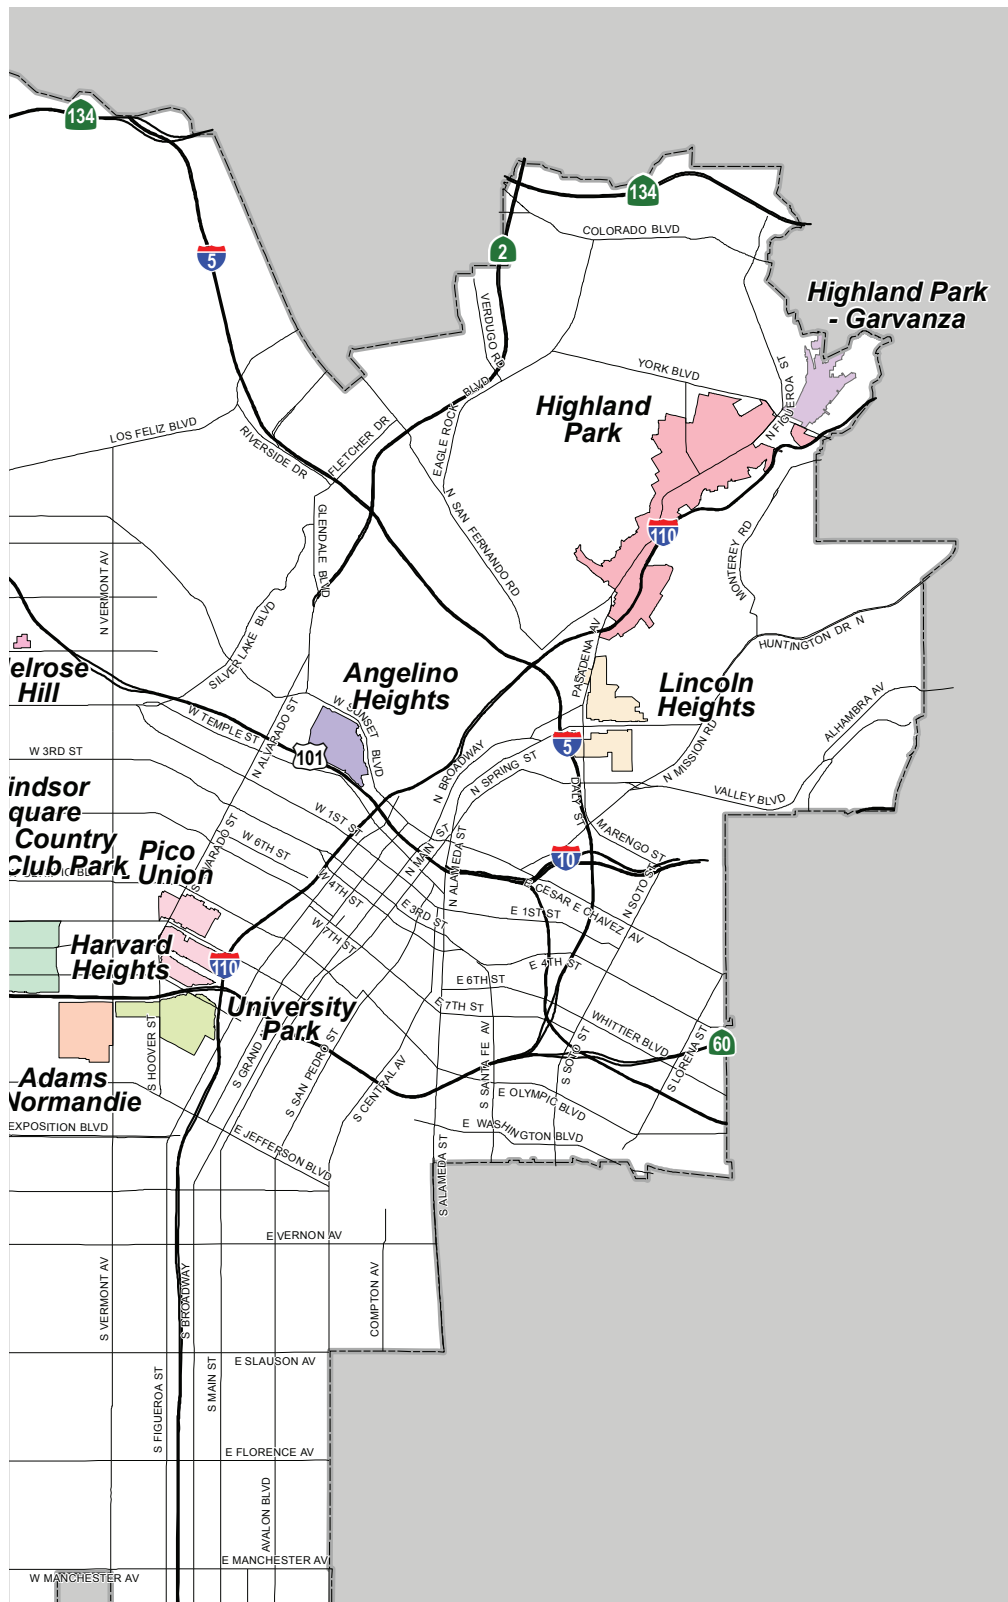 134
134
COLORADO BLVD
2
5
Highland Park
- Garvanza
VERDUGO RD
YORK BLVD
N FIGUEROA ST
EAGLE ROCK BLVD
Highland
Park
LOS FELIZ BLVD
RIVERSIDE DR
FLETCHER DR
GLENDALE BLVD
N SAN FERNANDO RD
110
MONTEREY RD
N VERMONT AV
SILVER LAKE BLVD
HUNTINGTON DR N
PASADENA AV
elrose
Hill
Angelino
Heights
Lincoln
Heights
W SUNSET BLVD
W TEMPLE ST
N ALVARADO ST
ALHAMBRA AV
W 3RD ST
101
N BROADWAY
N SPRING ST
5
N MISSION RD
DALY ST
VALLEY BLVD
indsor
quare
Country
Club Park
Pico
- Union
S ALVARADO ST
W 1ST ST
W 6TH ST
W 4TH ST
W 7TH ST
N MAIN ST
N ALAMEDA ST
E 3RD ST
MARENGO ST
10
N SOTO ST
E CESAR E CHAVEZ AV
E 1ST ST
E 4TH ST
E 6TH ST
E 7TH ST
Harvard
Heights
110
University
Park
WHITTIER BLVD
60
S HOOVER ST
S GRAND
S SAN PEDRO ST
S CENTRAL AV
S SANTA FE AV
S SOTO ST
S LORENA ST
Adams
Normandie
EXPOSITION BLVD
E OLYMPIC BLVD
E WASHINGTON BLVD
E JEFFERSON BLVD
S ALAMEDA ST
E VERNON AV
S VERMONT AV
S BROADWAY
COMPTON AV
E SLAUSON AV
S FIGUEROA ST
S MAIN ST
E FLORENCE AV
AVALON BLVD
E MANCHESTER AV
W MANCHESTER AV